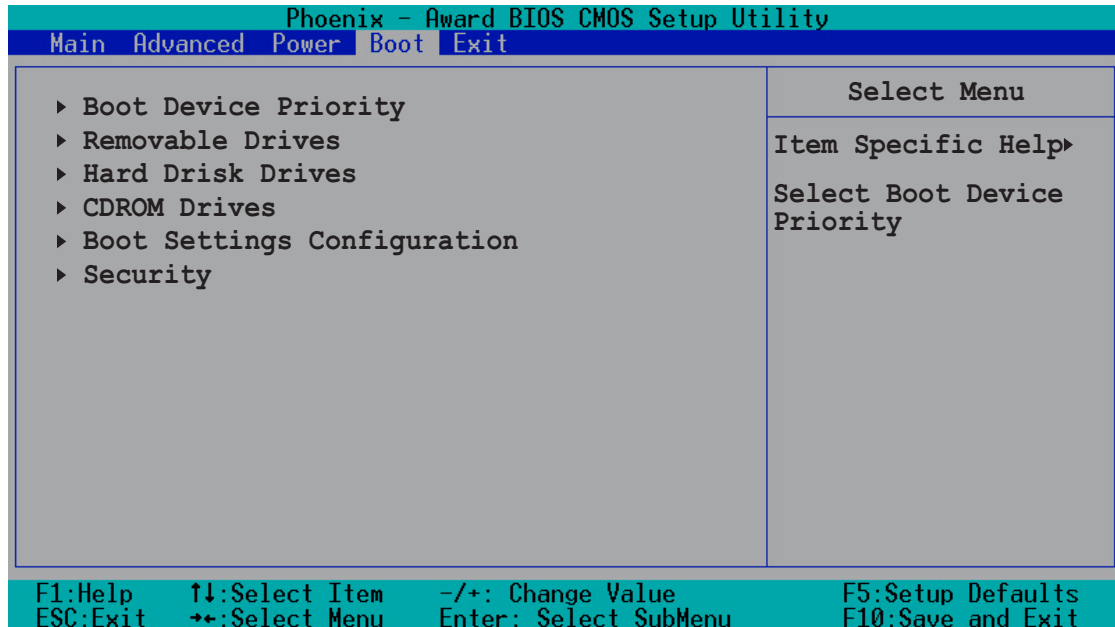 Phoenix - Award BIOS CMOS Setup Utility
Main Advanced Power Boot Exit
▸ Boot Device Priority
▸ Removable Drives
▸ Hard Drisk Drives
▸ CDROM Drives
▸ Boot Settings Configuration
▸ Security
Select Menu
Item Specific Help▸
Select Boot Device
Priority
F1:Help ↑↓:Select Item -/+: Change Value F5:Setup Defaults
ESC:Exit →←:Select Menu Enter: Select SubMenu F10:Save and Exit